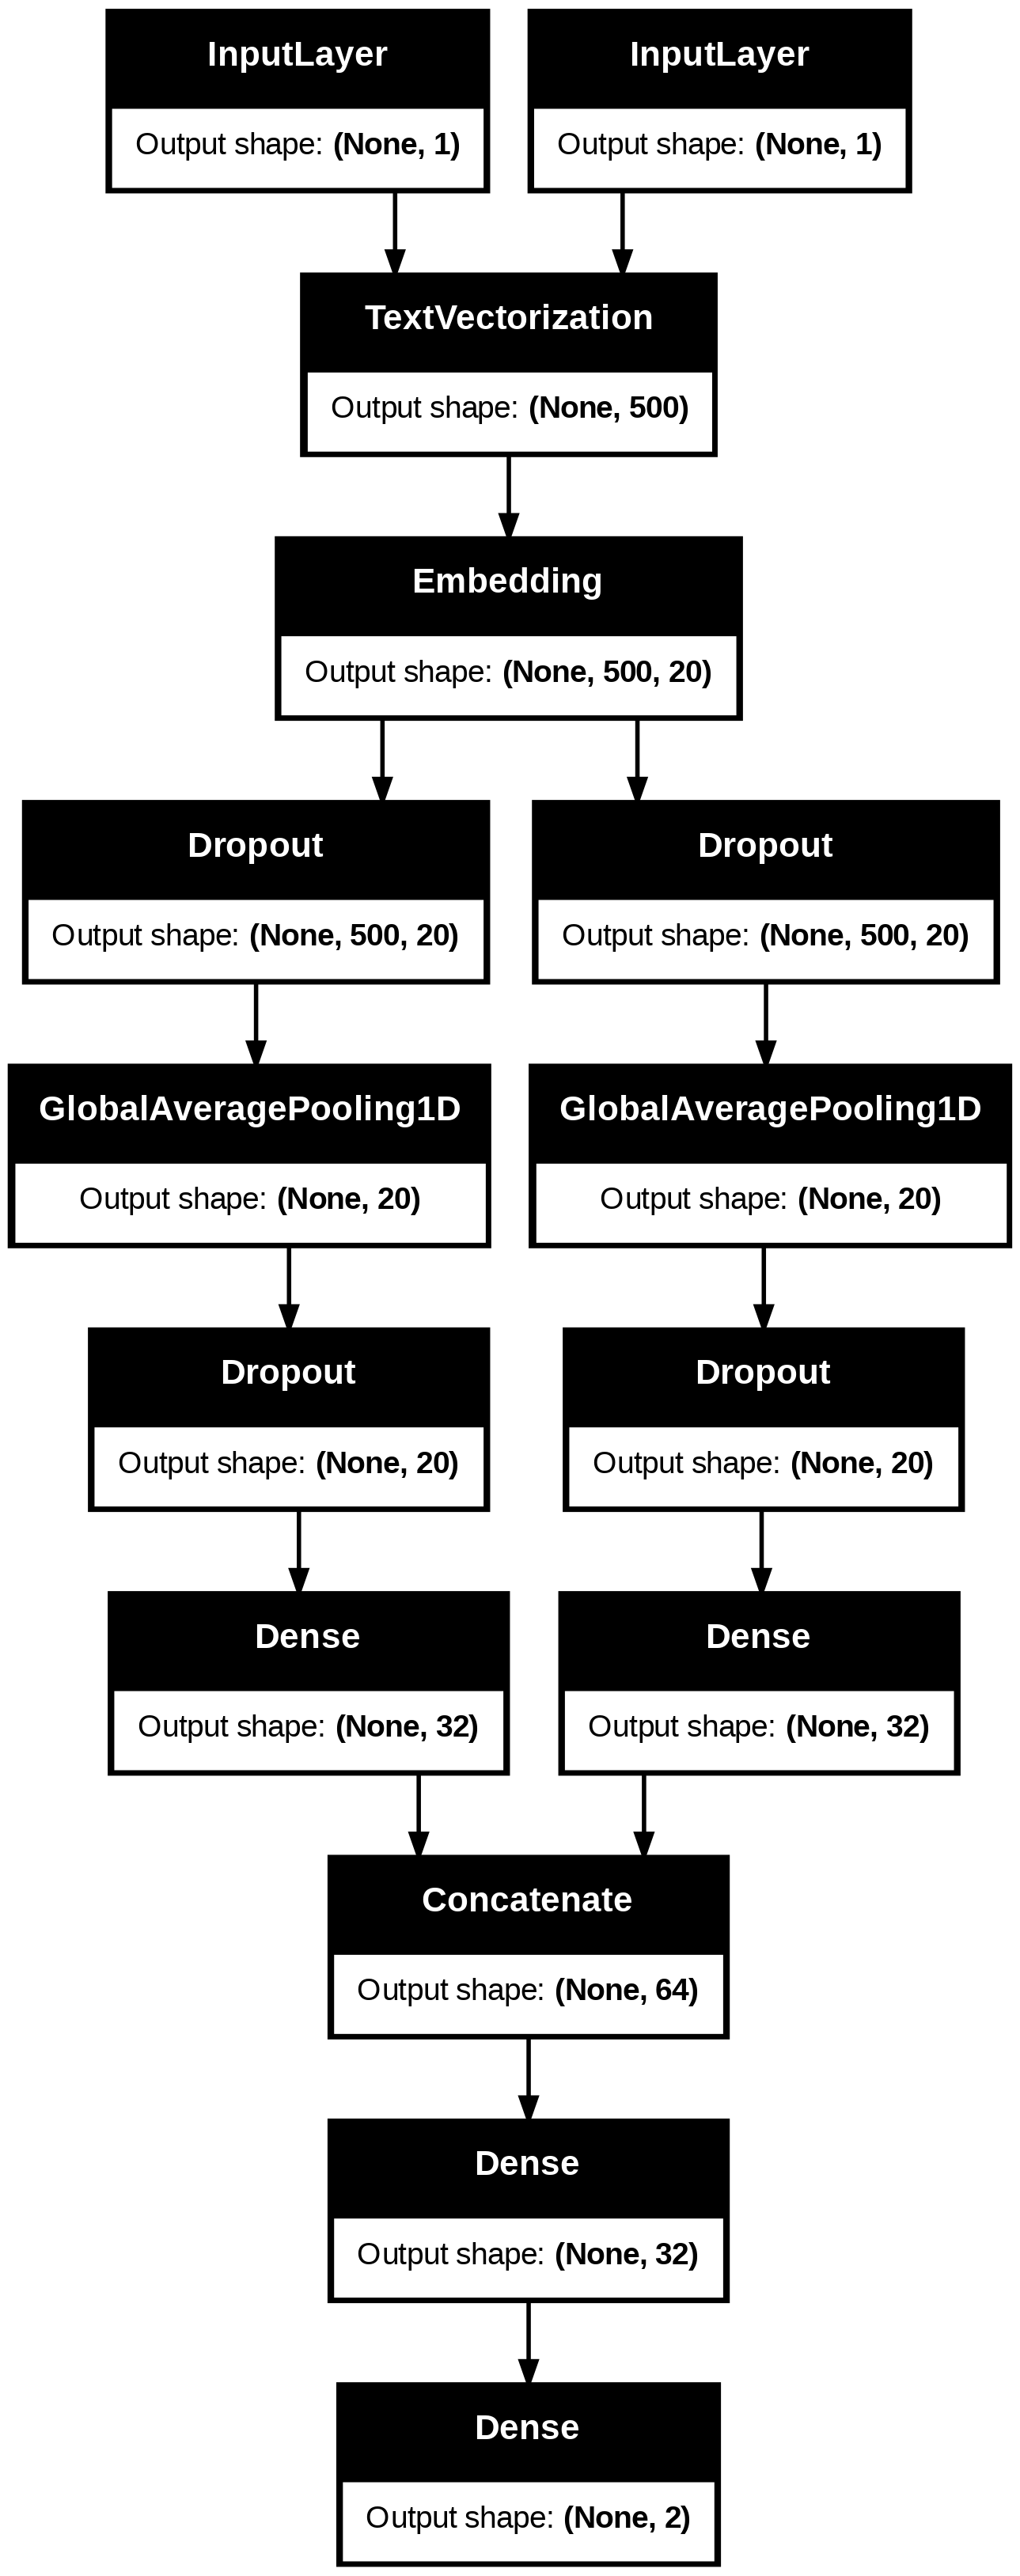 InputLayer
Output shape: (None, 1)
InputLayer
Output shape: (None, 1)
TextVectorization
Output shape: (None, 500)
Embedding
Output shape: (None, 500, 20)
Dropout
Output shape: (None, 500, 20)
Dropout
Output shape: (None, 500, 20)
GlobalAveragePooling1D
Output shape: (None, 20)
GlobalAveragePooling1D
Output shape: (None, 20)
Dropout
Output shape: (None, 20)
Dropout
Output shape: (None, 20)
Dense
Output shape: (None, 32)
Dense
Output shape: (None, 32)
Concatenate
Output shape: (None, 64)
Dense
Output shape: (None, 32)
Dense
Output shape: (None, 2)